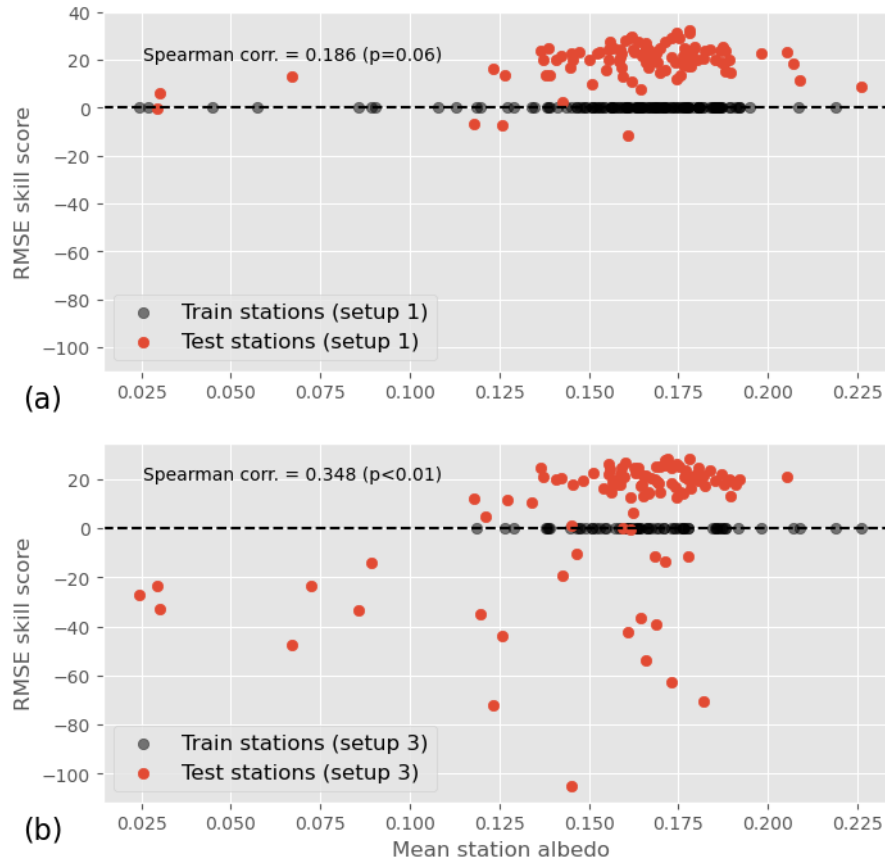 40
20
0
−20
−40
−60
−80
−100
RMSE skill score
Spearman corr. = 0.186 (p=0.06)
Train stations (setup 1)
Test stations (setup 1)
0.025 0.050 0.075 0.100 0.125 0.150 0.175 0.200 0.225
(a)
20
0
−20
−40
−60
−80
−100
RMSE skill score
Spearman corr. = 0.348 (p<0.01)
Train stations (setup 3)
Test stations (setup 3)
0.025 0.050 0.075 0.100 0.125 0.150 0.175 0.200 0.225
Mean station albedo
(b)